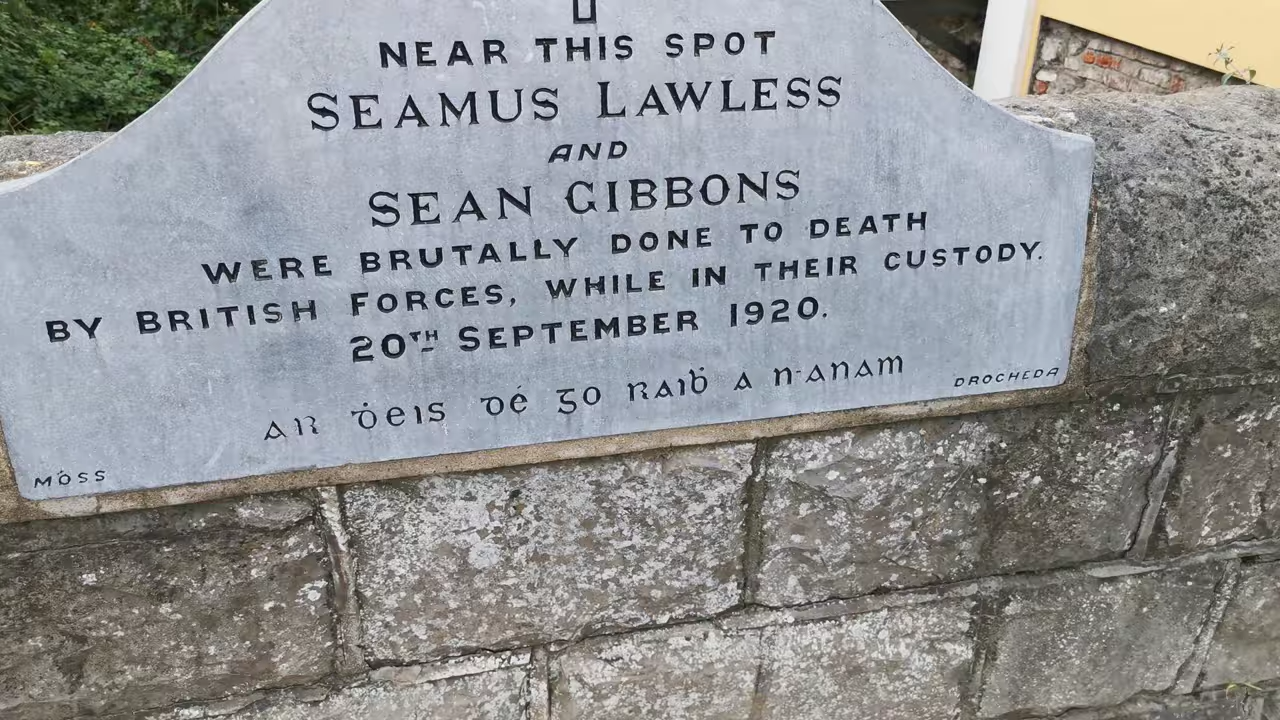 NEAR THIS SPOT
SEAMUS LAWLESS
AND
SEAN GIBBONS
WERE BRUTALLY DONE TO DEATH
BY BRITISH FORCES, WHILE IN THEIR CUSTODY.
20TH SEPTEMBER 1920.
AR ḋeis Dé go raiḃ a n-anam
MOSS
DROGHEDA